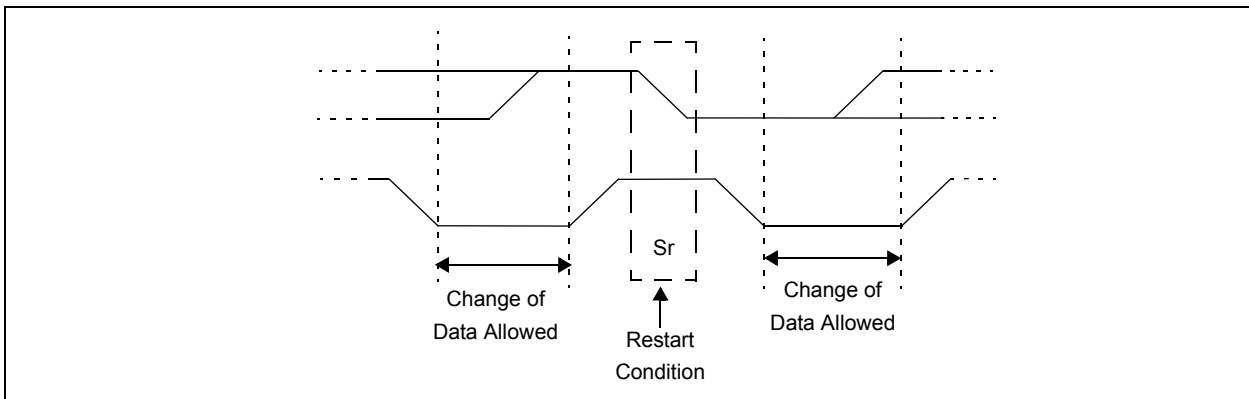 Sr
Change of
Data Allowed
Restart
Condition
Change of
Data Allowed